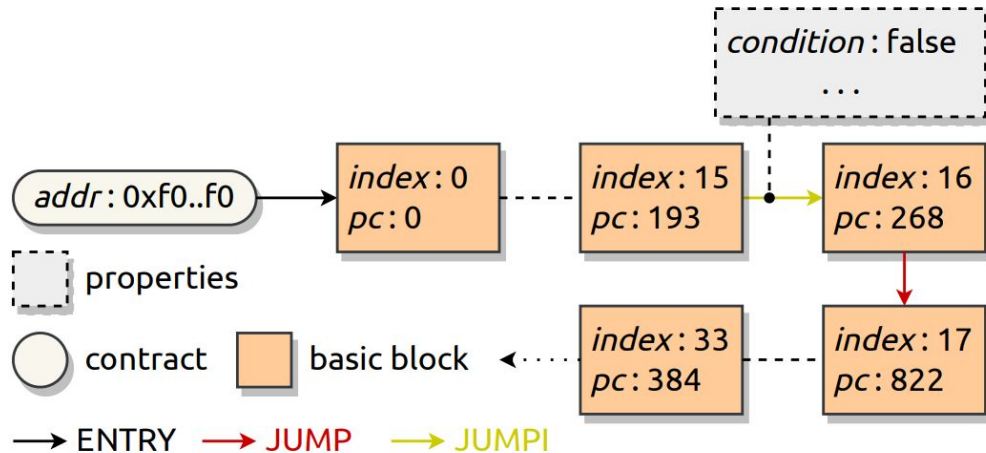 condition: false
...
addr: 0xf0..f0
index: 0
pc: 0
index: 15
pc: 193
index: 16
pc: 268
properties
index: 33
pc: 384
index: 17
pc: 822
contract
basic block
ENTRY
JUMP
JUMPI